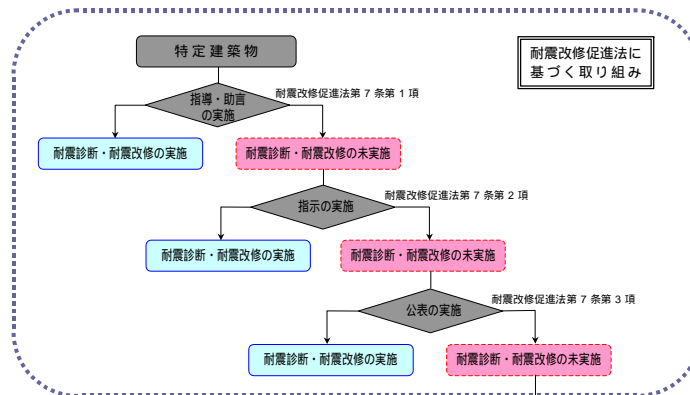 特定建築物
耐震改修促進法に
基づく取り組み
指導・助言
の実施
耐震改修促進法第7条第1項
耐震診断・耐震改修の実施
耐震診断・耐震改修の未実施
指示の実施
耐震改修促進法第7条第2項
耐震診断・耐震改修の実施
耐震診断・耐震改修の未実施
公表の実施
耐震改修促進法第7条第3項
耐震診断・耐震改修の実施
耐震診断・耐震改修の未実施